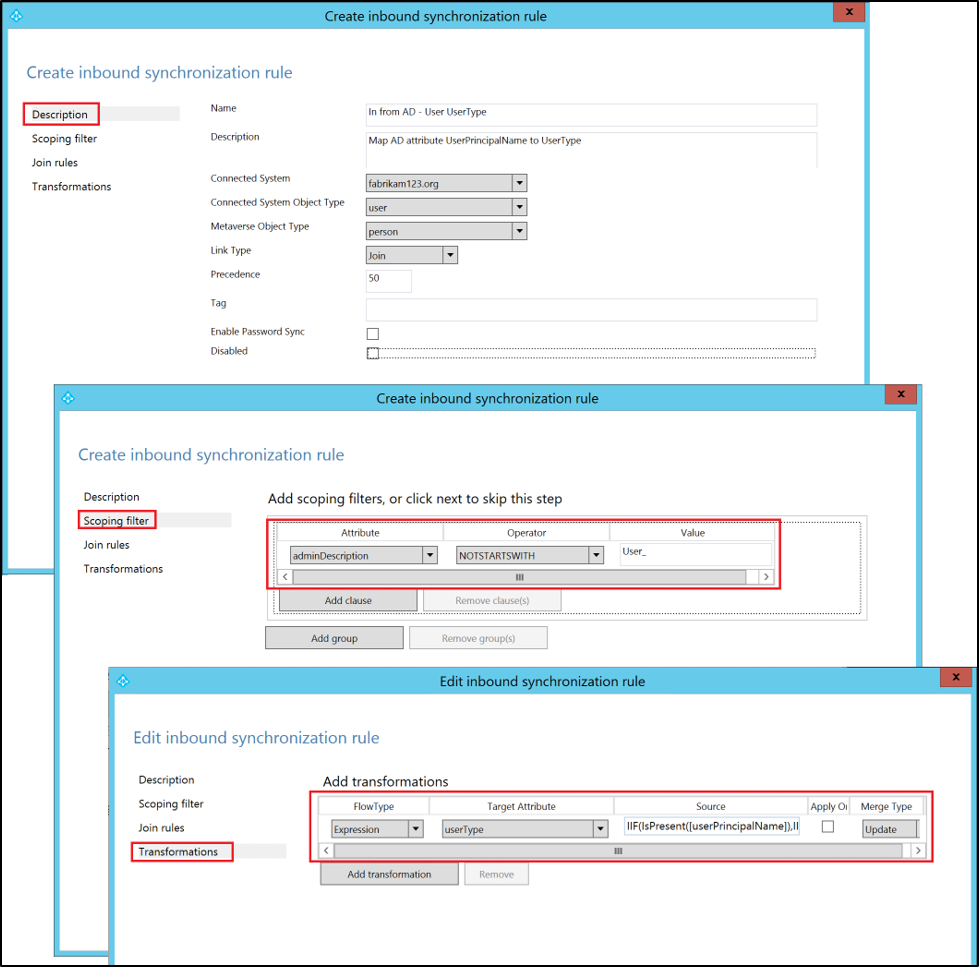 Create inbound synchronization rule
x
Create inbound synchronization rule
Description
Scoping filter
Join rules
Transformations
Name
In from AD - User UserType
Description
Map AD attribute UserPrincipalName to UserType
Connected System
fabrikam123.org
Connected System Object Type
user
Metaverse Object Type
person
Link Type
Join
Precedence
50
Tag
Enable Password Sync
Disabled
Create inbound synchronization rule
x
Create inbound synchronization rule
Description
Scoping filter
Join rules
Transformations
Add scoping filters, or click next to skip this step
Attribute Operator Value
adminDescription NOTSTARTSWITH User_
Add clause Remove clause(s)
Add group Remove group(s)
Edit inbound synchronization rule
x
Edit inbound synchronization rule
Description
Scoping filter
Join rules
Transformations
Add transformations
FlowType Target Attribute Source Apply On Merge Type
Expression userType IIF(IsPresent([userPrincipalName]),II Update
Add transformation Remove